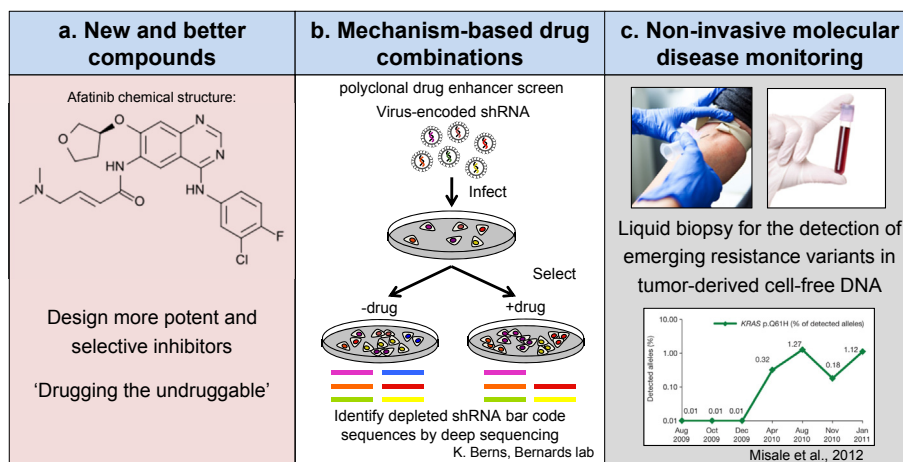 a. New and better
compounds
Afatinib chemical structure:
O
O
N
N
HN
HN
N
O
F
Cl
Design more potent and
selective inhibitors
‘Drugging the undruggable’
b. Mechanism-based drug
combinations
polyclonal drug enhancer screen
Virus-encoded shRNA
Infect
Select
-drug
+drug
Identify depleted shRNA bar code
sequences by deep sequencing
K. Berns, Bernards lab
c. Non-invasive molecular
disease monitoring
Liquid biopsy for the detection of
emerging resistance variants in
tumor-derived cell-free DNA
KRAS p.Q61H (% of detected alleles)
Detected alleles (%)
10.00
1.00
0.10
0.01
0.01 0.01 0.01 0.32 1.27 0.18 1.12
Aug Oct Dec Apr Aug Nov Jan
2009 2009 2009 2010 2010 2010 2011
Misale et al., 2012